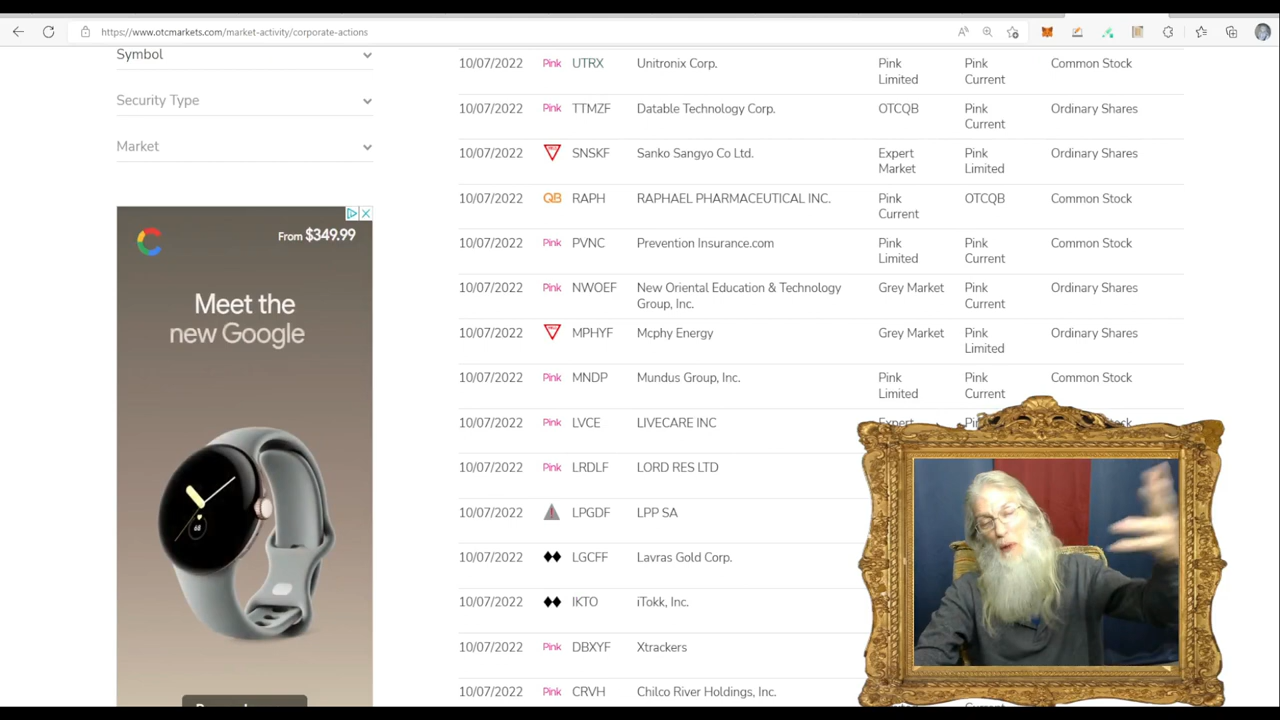 https://www.otcmarkets.com/market-activity/corporate-actions
Symbol
Security Type
Market
From $349.99
Meet the
new Google
68
10/07/2022 Pink UTRX Unitronix Corp. Pink Limited Pink Current Common Stock
10/07/2022 Pink TTMZF Datable Technology Corp. OTCQB Pink Current Ordinary Shares
10/07/2022 SNSKF Sanko Sangyo Co Ltd. Expert Market Pink Limited Ordinary Shares
10/07/2022 QB RAPH RAPHAEL PHARMACEUTICAL INC. Pink Current OTCQB Common Stock
10/07/2022 Pink PVNC Prevention Insurance.com Pink Limited Pink Current Common Stock
10/07/2022 Pink NWOEF New Oriental Education & Technology Group, Inc. Grey Market Pink Current Ordinary Shares
10/07/2022 MPHYF Mcphy Energy Grey Market Pink Limited Ordinary Shares
10/07/2022 Pink MNDP Mundus Group, Inc. Pink Limited Pink Current Common Stock
10/07/2022 Pink LVCE LIVECARE INC Expert
10/07/2022 Pink LRDLF LORD RES LTD
10/07/2022 LPGDF LPP SA
10/07/2022 LGCFF Lavras Gold Corp.
10/07/2022 IKTO iTokk, Inc.
10/07/2022 Pink DBXYF Xtrackers
10/07/2022 Pink CRVH Chilco River Holdings, Inc.